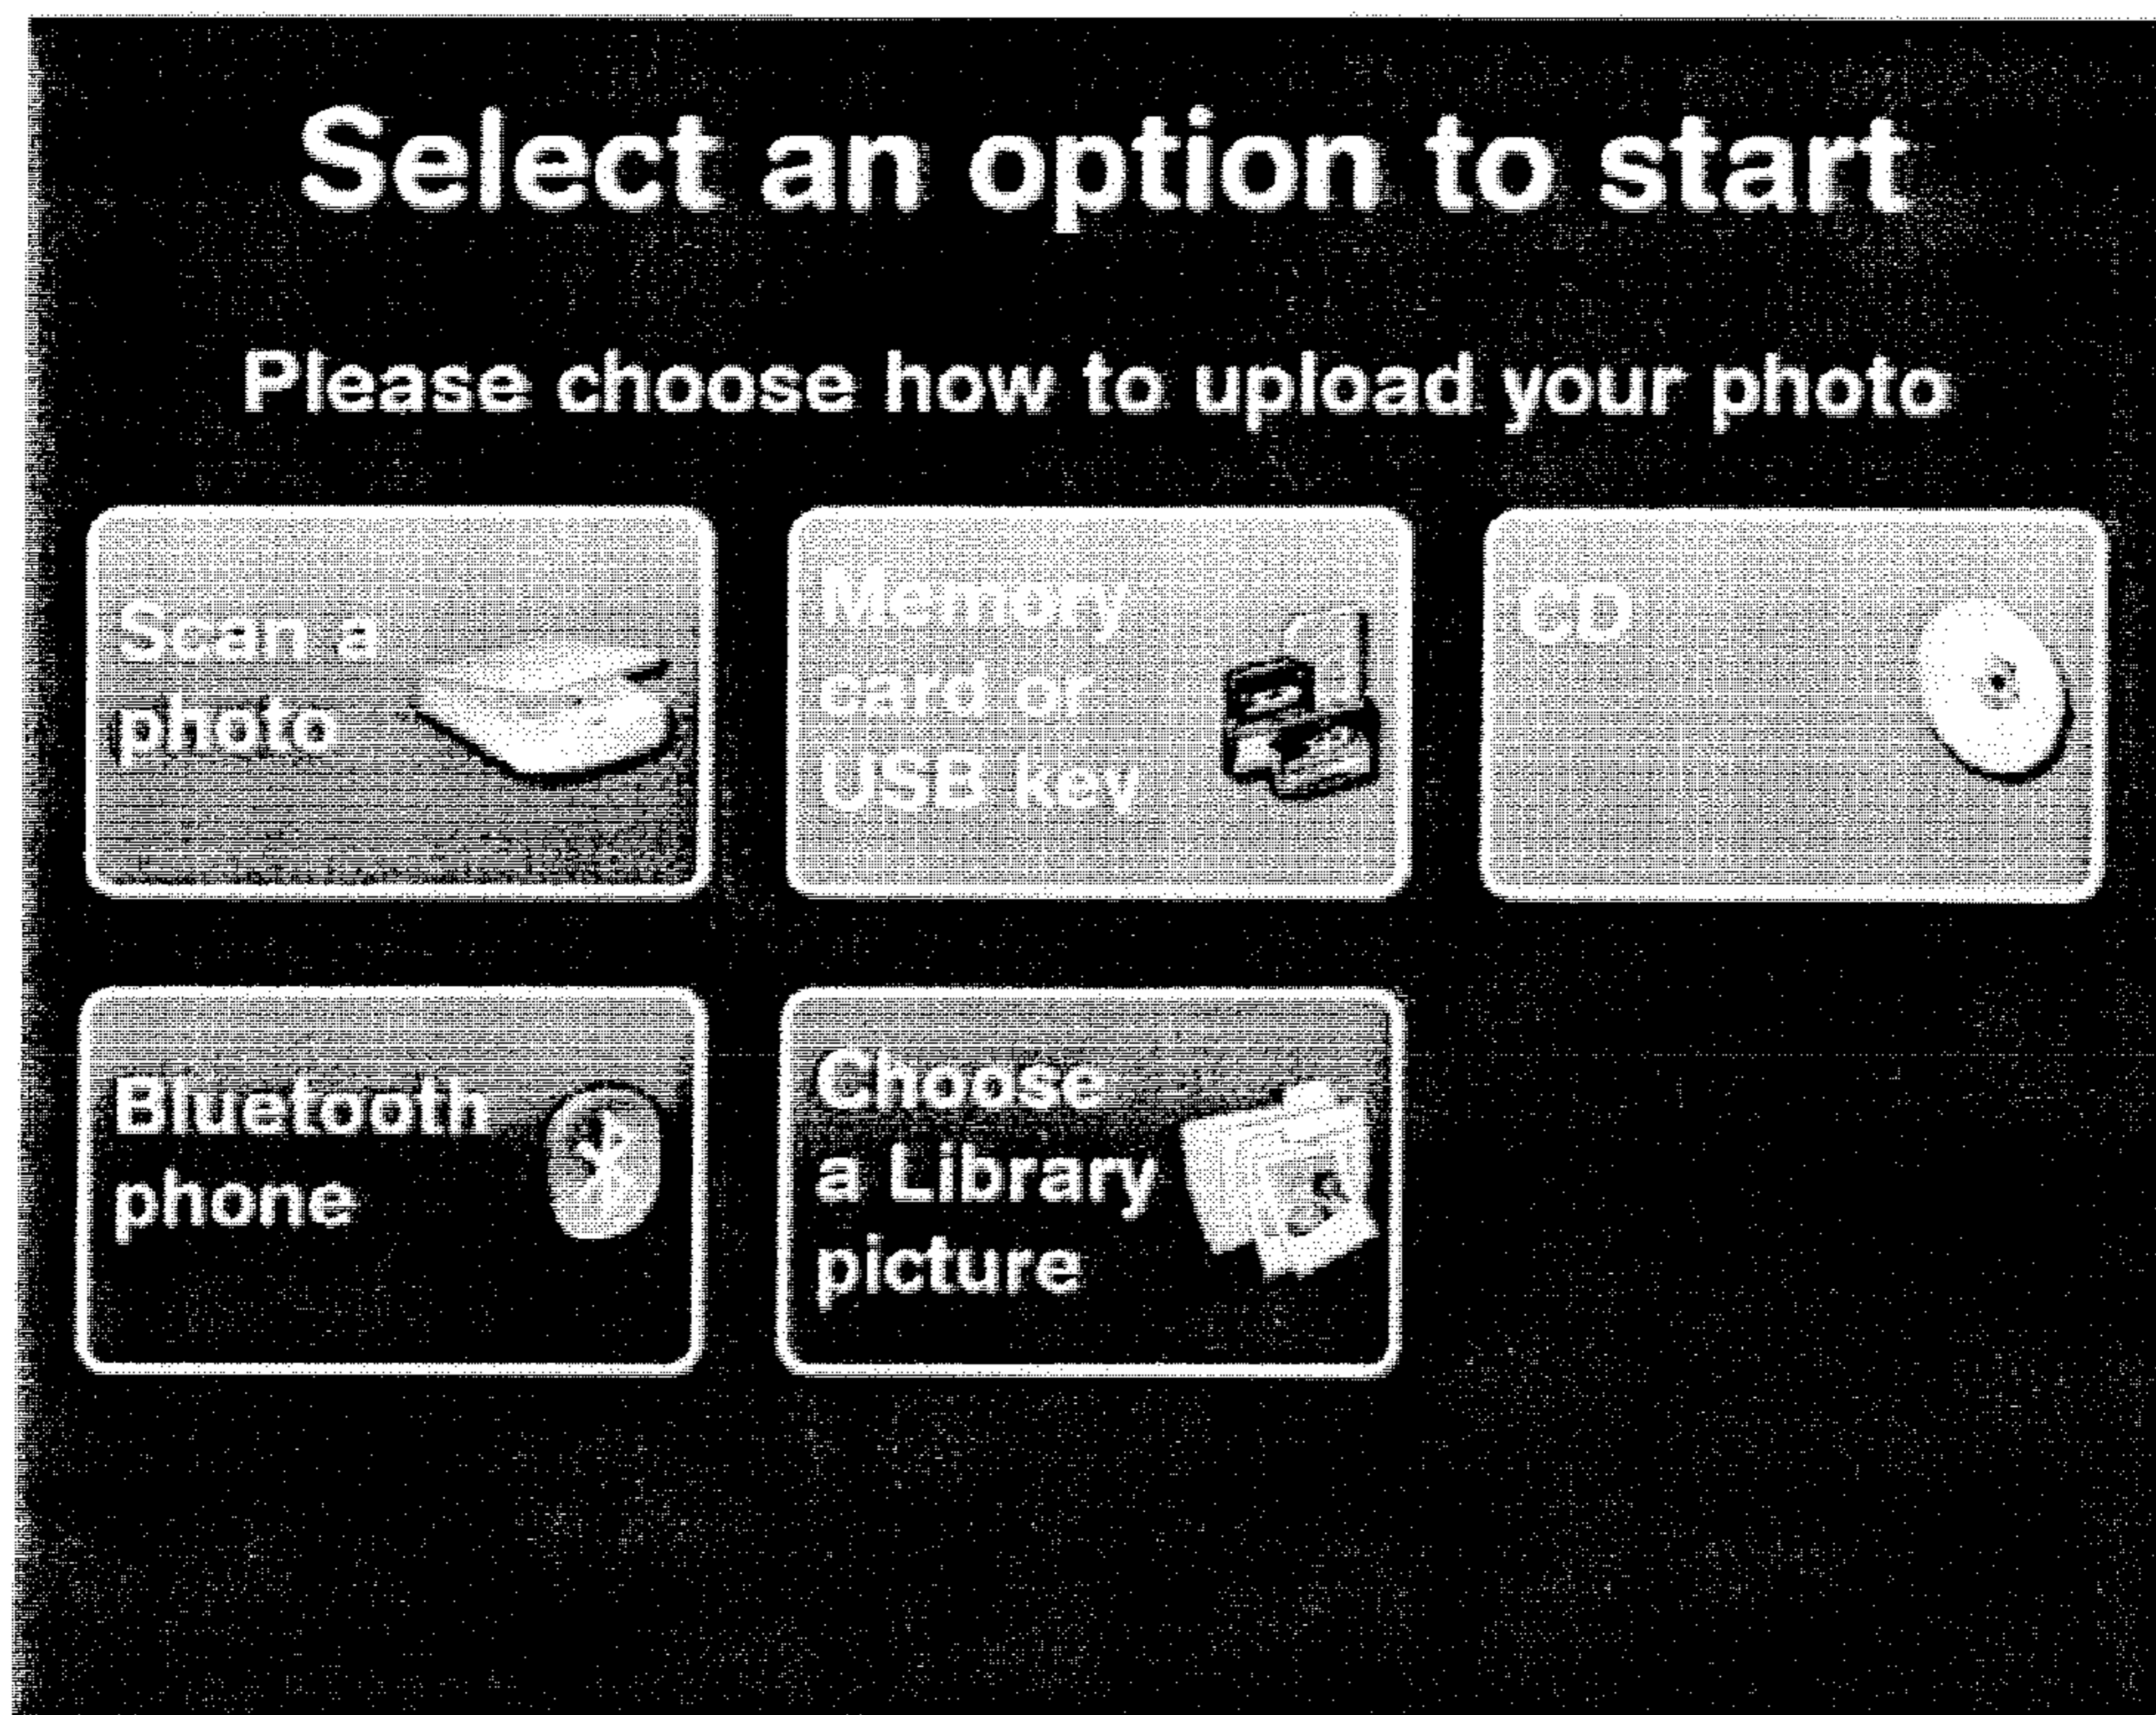 Select an option to start
Please choose how to upload your photo
Scan a
photo
Memory
card or
USB key
CD
Bluetooth
phone
Choose
a Library
picture